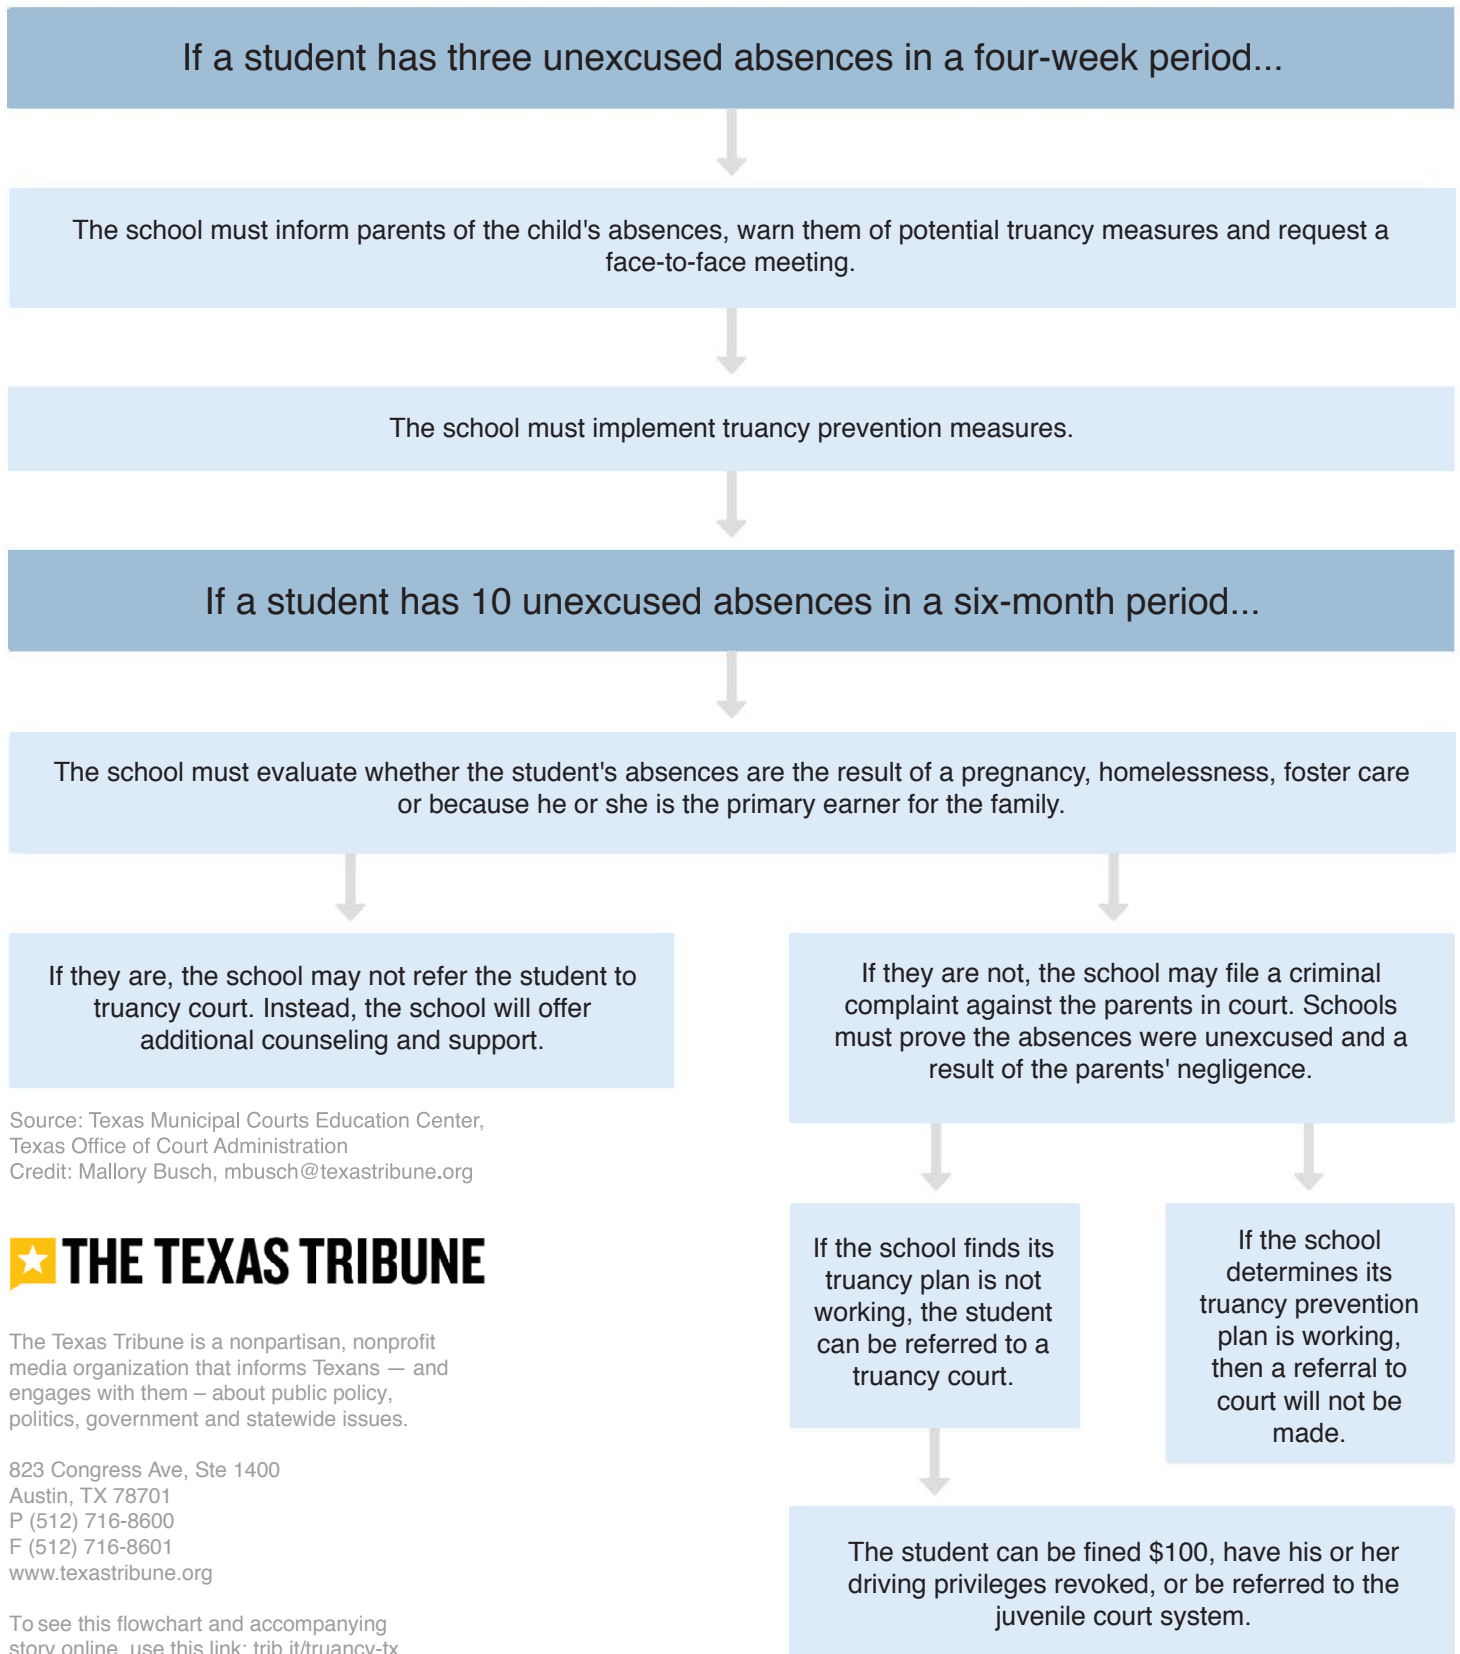 If a student has three unexcused absences in a four-week period...
The school must inform parents of the child's absences, warn them of potential truancy measures and request a
face-to-face meeting.
The school must implement truancy prevention measures.
If a student has 10 unexcused absences in a six-month period...
The school must evaluate whether the student's absences are the result of a pregnancy, homelessness, foster care
or because he or she is the primary earner for the family.
If they are, the school may not refer the student to
truancy court. Instead, the school will offer
additional counseling and support.
If they are not, the school may file a criminal
complaint against the parents in court. Schools
must prove the absences were unexcused and a
result of the parents' negligence.
If the school finds its
truancy plan is not
working, the student
can be referred to a
truancy court.
If the school
determines its
truancy prevention
plan is working,
then a referral to
court will not be
made.
The student can be fined $100, have his or her
driving privileges revoked, or be referred to the
juvenile court system.
Source: Texas Municipal Courts Education Center,
Texas Office of Court Administration
Credit: Mallory Busch, mbusch@texastribune.org
THE TEXAS TRIBUNE
The Texas Tribune is a nonpartisan, nonprofit
media organization that informs Texans — and
engages with them – about public policy,
politics, government and statewide issues.
823 Congress Ave, Ste 1400
Austin, TX 78701
P (512) 716-8600
F (512) 716-8601
www.texastribune.org
To see this flowchart and accompanying
story online, use this link: trib.it/truancy-tx